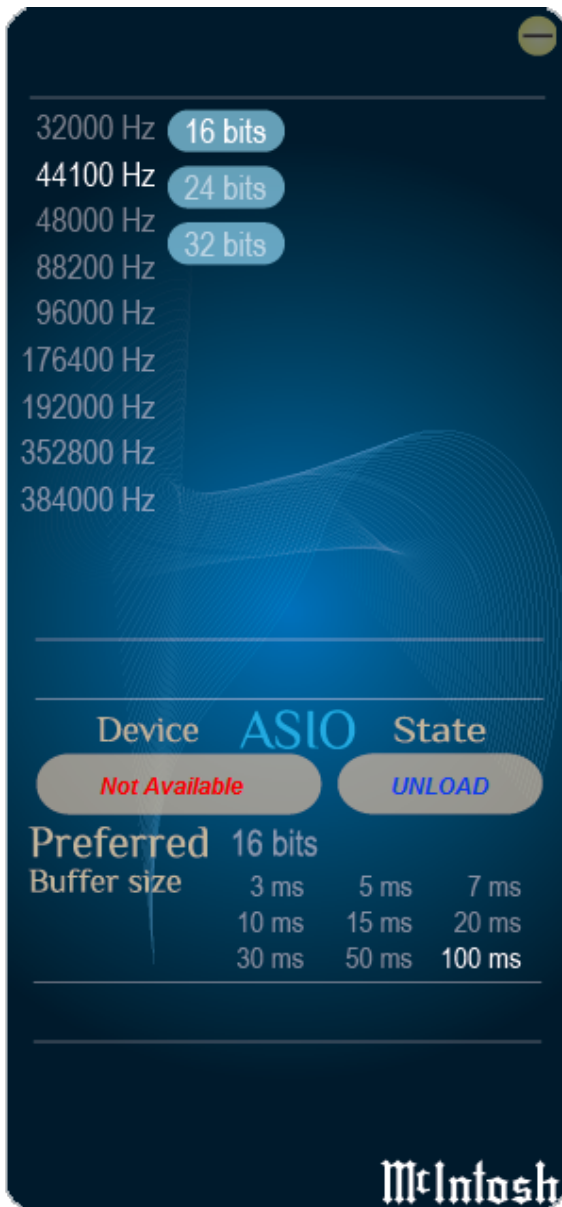 32000 Hz 16 bits
44100 Hz 24 bits
48000 Hz 32 bits
88200 Hz
96000 Hz
176400 Hz
192000 Hz
352800 Hz
384000 Hz
Device ASIO State
Not Available UNLOAD
Preferred 16 bits
Buffer size 3 ms 5 ms 7 ms
10 ms 15 ms 20 ms
30 ms 50 ms 100 ms
McIntosh